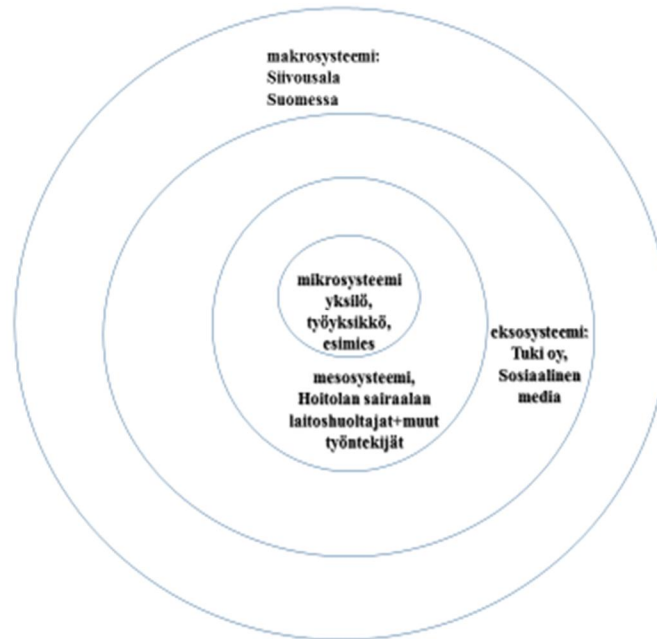 makrosysteemi:
Siivousala
Suomessa
mikrosysteemi
yksilö,
työyksikkö,
esimies
eksosysteemi:
Tuki oy,
Sosiaalinen
media
mesosysteemi,
Hoitolan sairaalan
laitoshuoltajat+muut
työntekijät